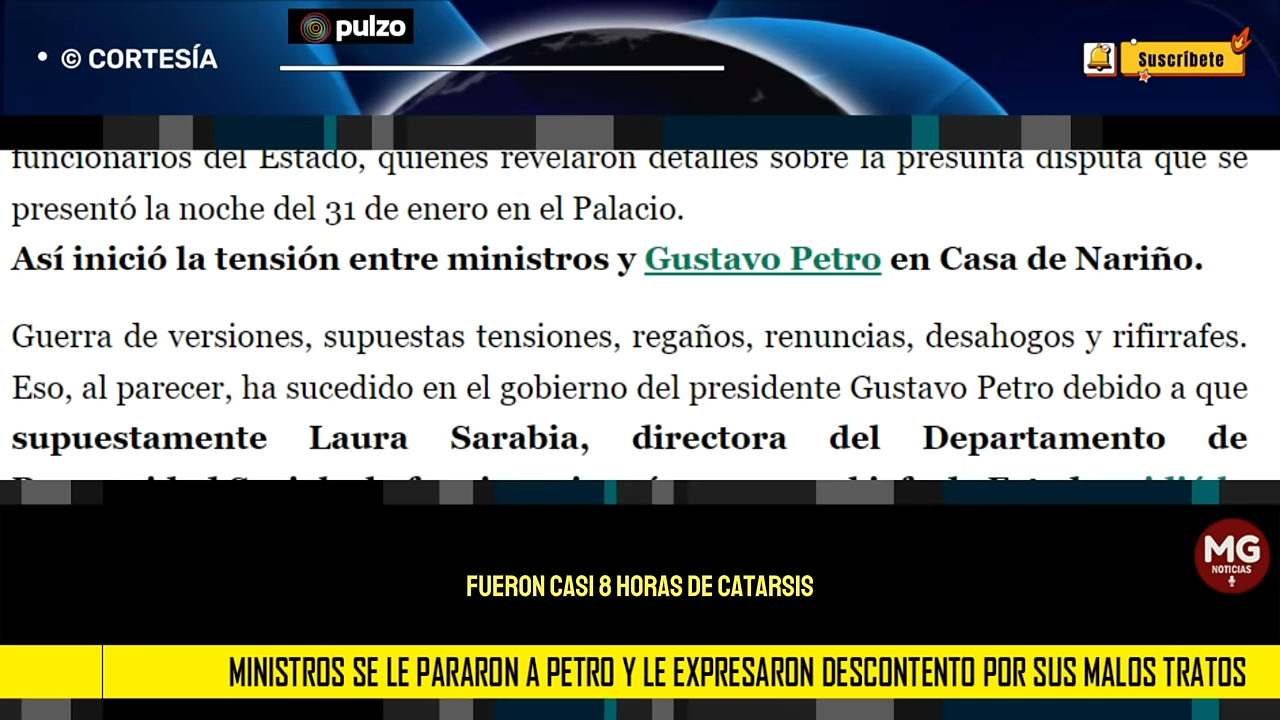 pulzo
• © CORTESÍA
Suscríbete
funcionarios del Estado, quienes revelaron detalles sobre la presunta disputa que se
presentó la noche del 31 de enero en el Palacio.
Así inició la tensión entre ministros y Gustavo Petro en Casa de Nariño.
Guerra de versiones, supuestas tensiones, regaños, renuncias, desahogos y rifirrafes.
Eso, al parecer, ha sucedido en el gobierno del presidente Gustavo Petro debido a que
supuestamente Laura Sarabia, directora del Departamento de
MG
NOTICIAS
FUERON CASI 8 HORAS DE CATARSIS
MINISTROS SE LE PARARON A PETRO Y LE EXPRESARON DESCONTENTO POR SUS MALOS TRATOS